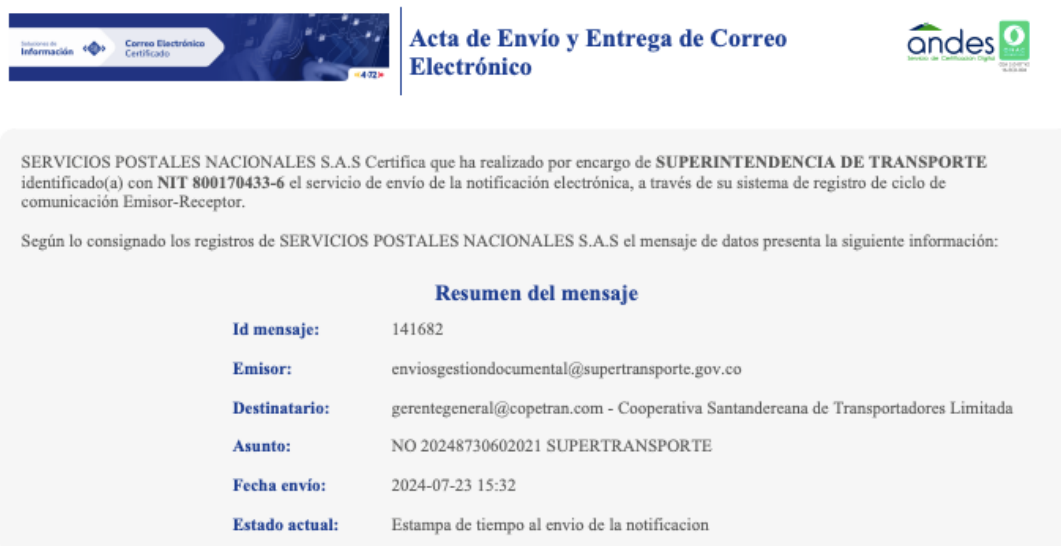 Soluciones de
Información
Correo Electrónico
Certificado
4-72
Acta de Envío y Entrega de Correo
Electrónico
andes
Servicio de Certificación Digital
SERVICIOS POSTALES NACIONALES S.A.S Certifica que ha realizado por encargo de SUPERINTENDENCIA DE TRANSPORTE
identificado(a) con NIT 800170433-6 el servicio de envío de la notificación electrónica, a través de su sistema de registro de ciclo de
comunicación Emisor-Receptor.
Según lo consignado los registros de SERVICIOS POSTALES NACIONALES S.A.S el mensaje de datos presenta la siguiente información:
Resumen del mensaje
Id mensaje: 141682
Emisor: enviosgestiondocumental@supertransporte.gov.co
Destinatario: gerentegeneral@copetran.com - Cooperativa Santandereana de Transportadores Limitada
Asunto: NO 20248730602021 SUPERTRANSPORTE
Fecha envío: 2024-07-23 15:32
Estado actual: Estampa de tiempo al envio de la notificacion